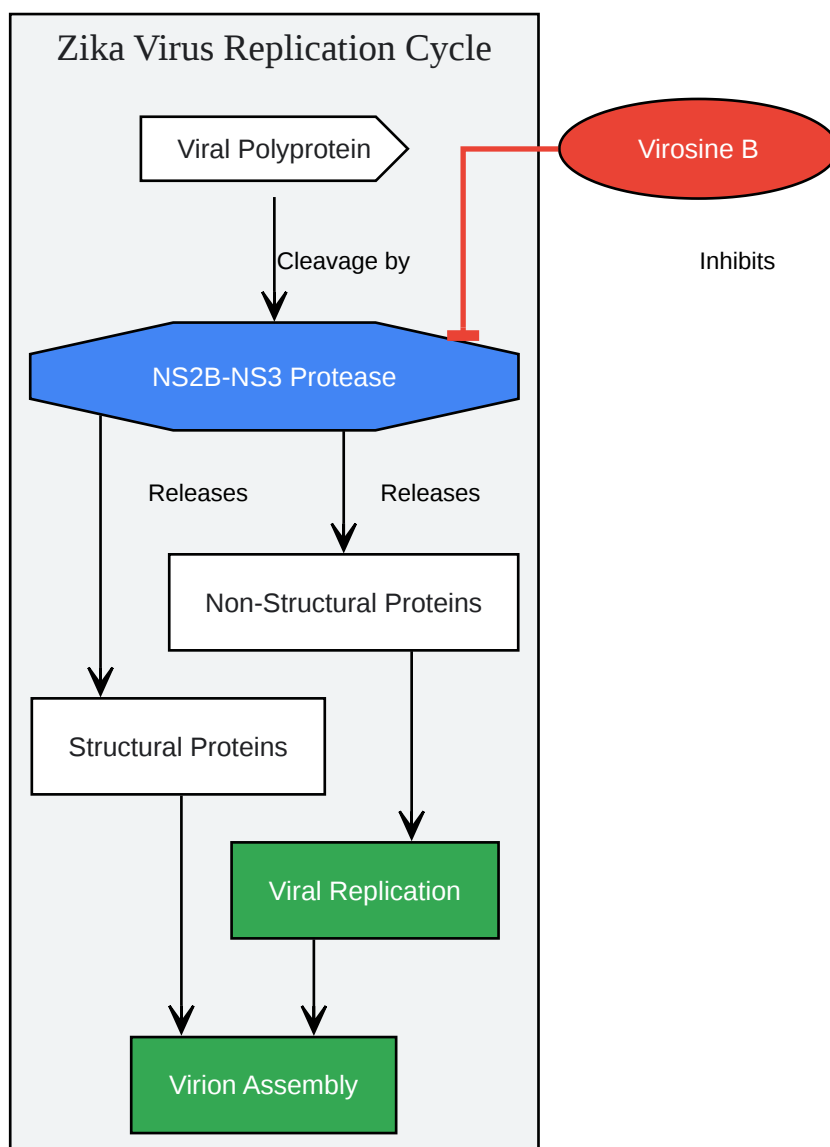 Zika Virus Replication Cycle
Viral Polyprotein
Virosine B
Cleavage by
Inhibits
NS2B-NS3 Protease
Releases
Releases
Non-Structural Proteins
Structural Proteins
Viral Replication
Virion Assembly